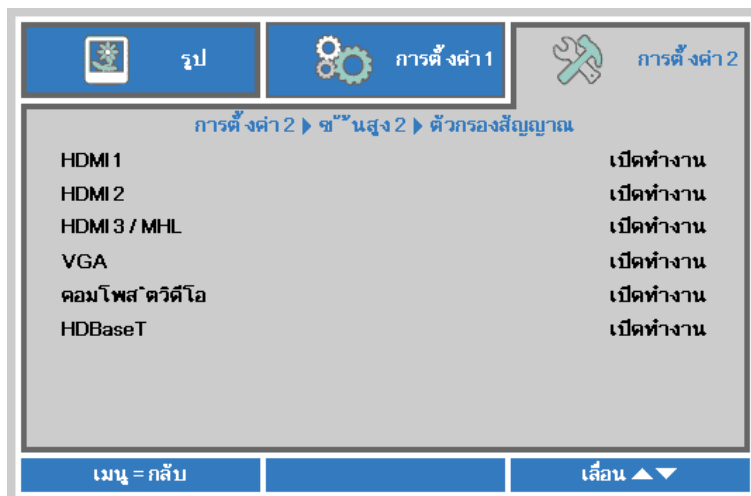 รูป
การตั้งค่า 1
การตั้งค่า 2
การตั้งค่า 2 ▶ ขั้นสูง 2 ▶ ตัวกรองสัญญาณ
HDMI 1 เปิดทำงาน
HDMI 2 เปิดทำงาน
HDMI 3 / MHL เปิดทำงาน
VGA เปิดทำงาน
คอมโพสิตวิดีโอ เปิดทำงาน
HDBaseT เปิดทำงาน
เมนู = กลับ
เลื่อน ▲▼